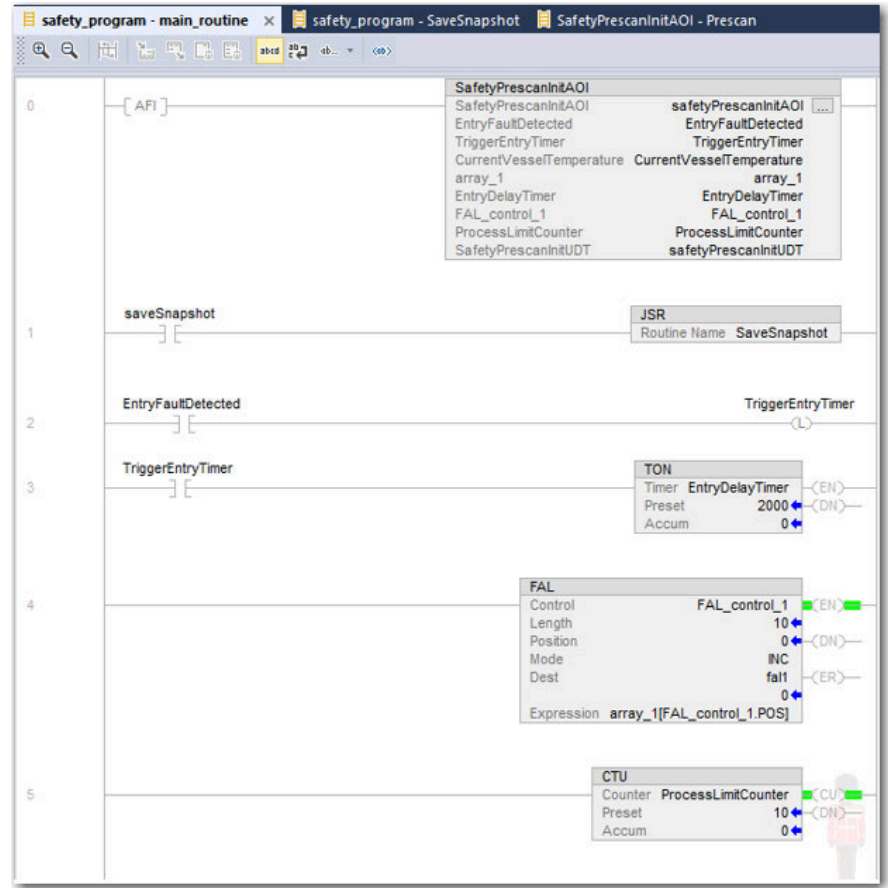 safety_program - main_routine × safety_program - SaveSnapshot SafetyPrescanInitAOI - Prescan
abcd ab ab... <ab>
0 AFI SafetyPrescanInitAOI
SafetyPrescanInitAOI safetyPrescanInitAOI ...
EntryFaultDetected EntryFaultDetected
TriggerEntryTimer TriggerEntryTimer
CurrentVesselTemperature CurrentVesselTemperature
array_1 array_1
EntryDelayTimer EntryDelayTimer
FAL_control_1 FAL_control_1
ProcessLimitCounter ProcessLimitCounter
SafetyPrescanInitUDT safetyPrescanInitUDT
saveSnapshot JSR
1 Routine Name SaveSnapshot
EntryFaultDetected TriggerEntryTimer
2 L
TriggerEntryTimer TON
3 Timer EntryDelayTimer EN
Preset 2000 DN
Accum 0
FAL
4 Control FAL_control_1 EN
Length 10
Position 0 DN
Mode INC
Dest fal1 ER
0
Expression array_1[FAL_control_1.POS]
CTU
5 Counter ProcessLimitCounter CU
Preset 10 DN
Accum 0